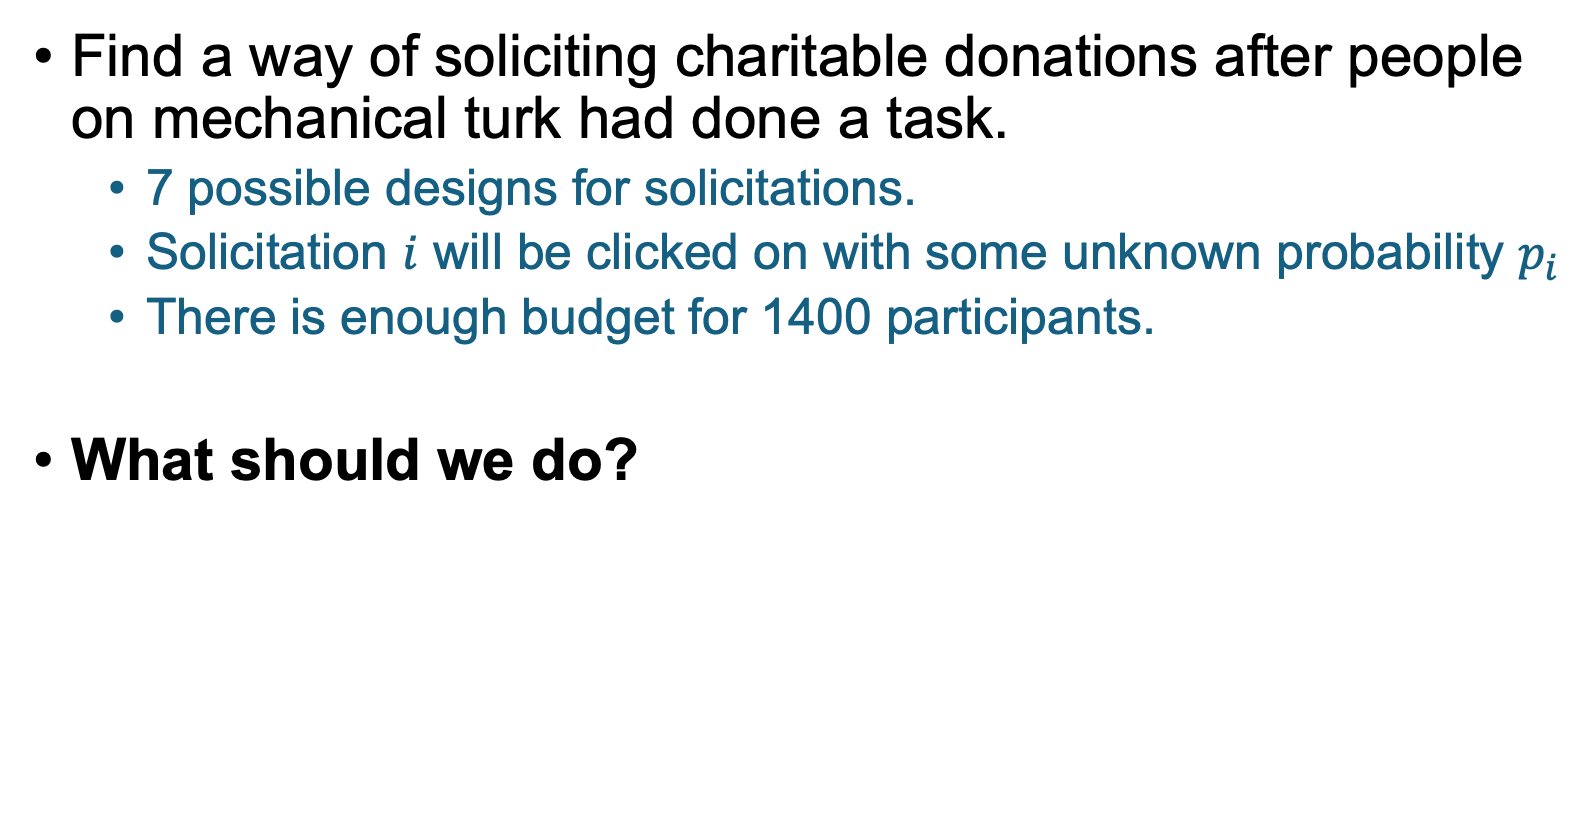 • Find a way of soliciting charitable donations after people
on mechanical turk had done a task.
• 7 possible designs for solicitations.
• Solicitation 𝑖 will be clicked on with some unknown probability 𝑝ᵢ
• There is enough budget for 1400 participants.
• What should we do?